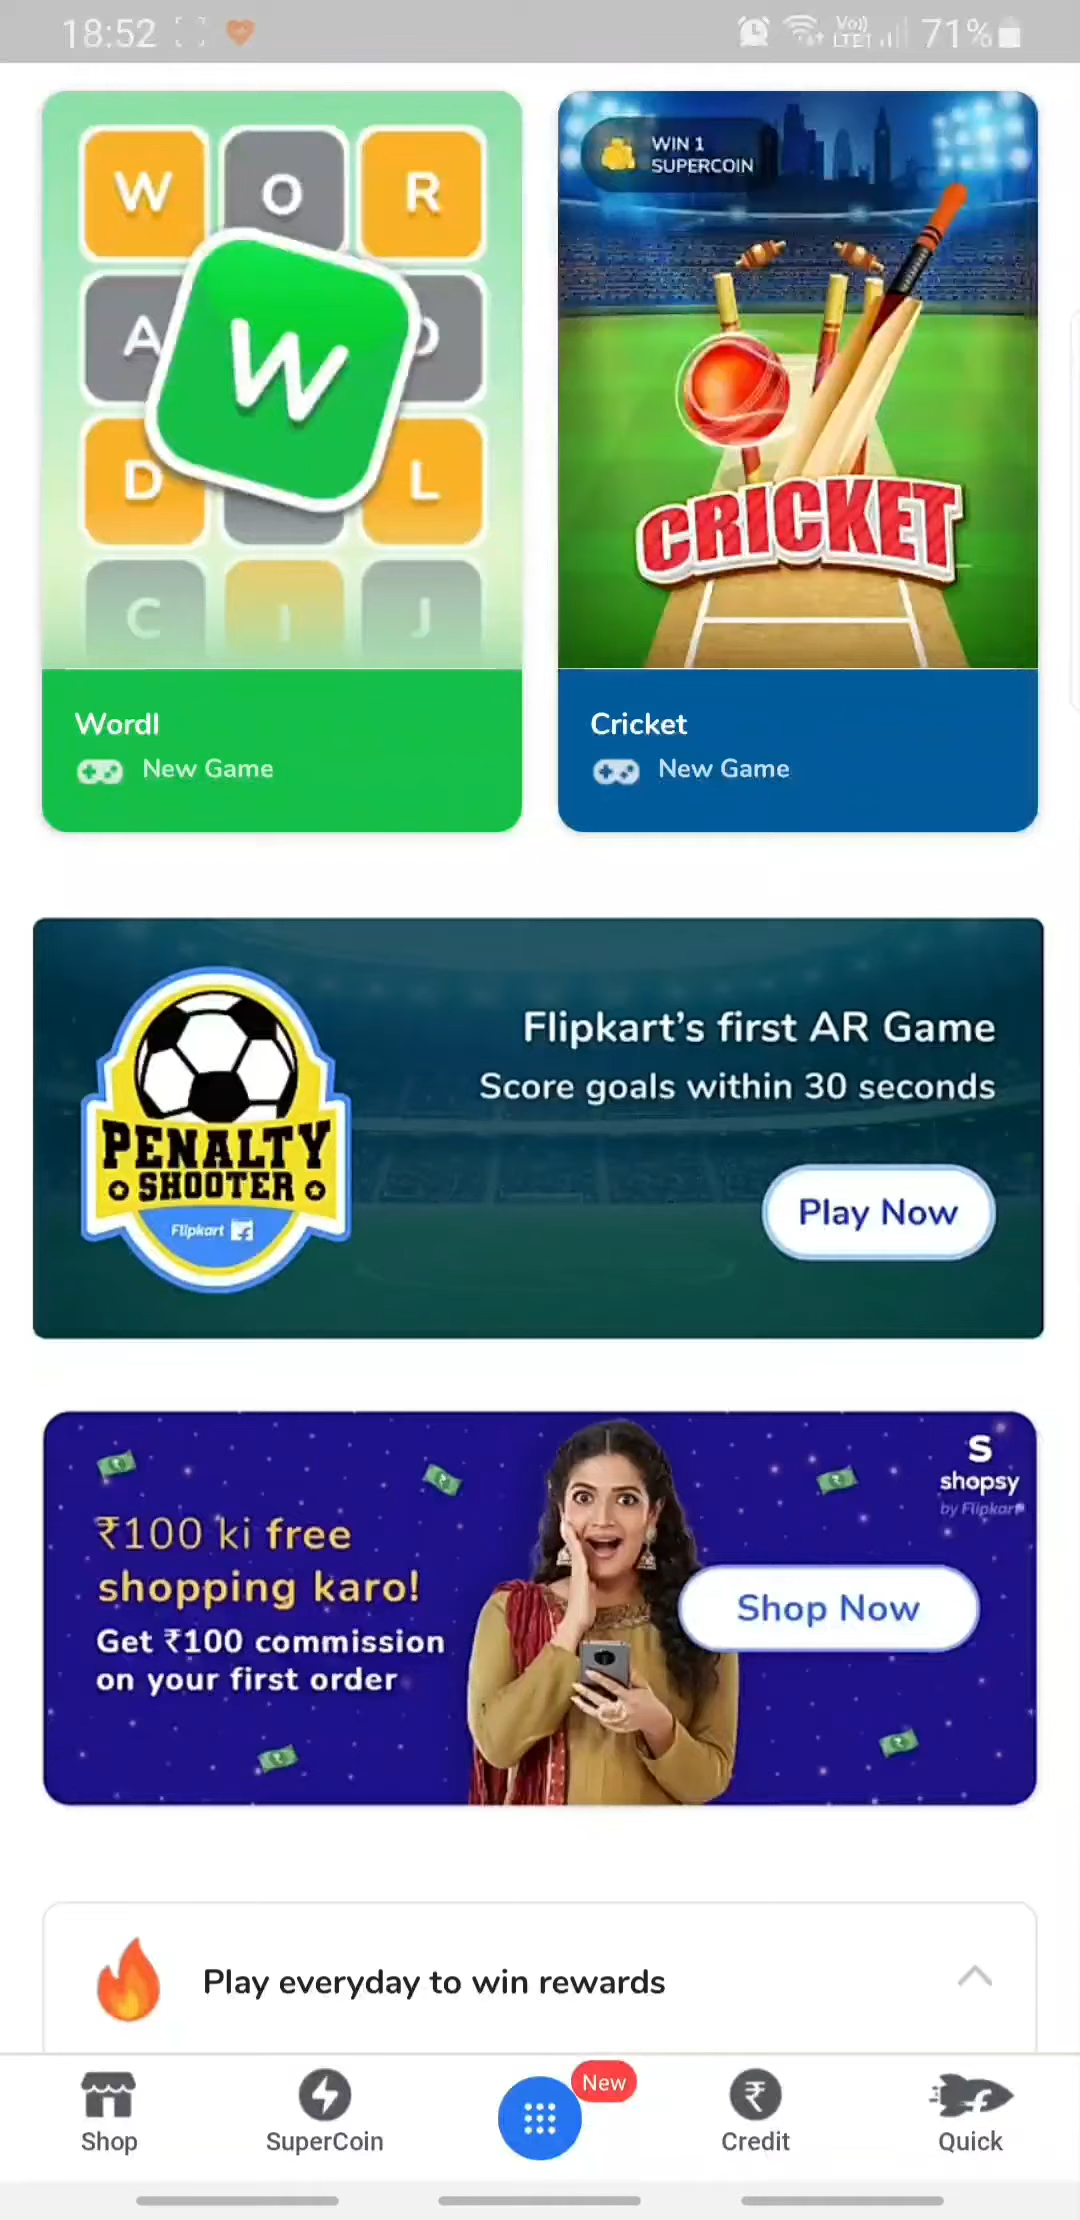 18:52
Vo))
LTE1
71%
W O R
A D
W
D L
C I J
WIN 1
SUPERCOIN
CRICKET
Wordl
New Game
Cricket
New Game
PENALTY
SHOOTER
Flipkart
Flipkart's first AR Game
Score goals within 30 seconds
Play Now
₹100 ki free
shopping karo!
Get ₹100 commission
on your first order
S
shopsy
by Flipkart
Shop Now
Play everyday to win rewards
New
Shop
SuperCoin
Credit
Quick